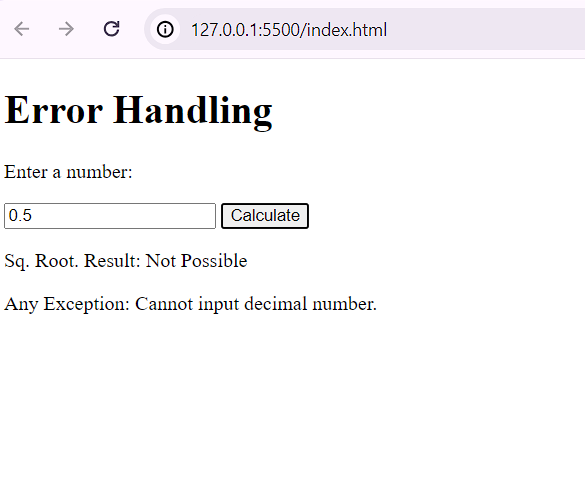 127.0.0.1:5500/index.html
Error Handling
Enter a number:
0.5 Calculate
Sq. Root. Result: Not Possible
Any Exception: Cannot input decimal number.